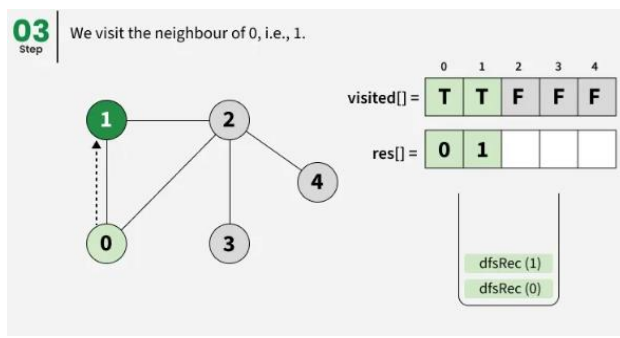 03
Step
We visit the neighbour of 0, i.e., 1.
0 1 2 3 4
visited[] = T T F F F
res[] = 0 1
1
2
4
0
3
dfsRec (1)
dfsRec (0)